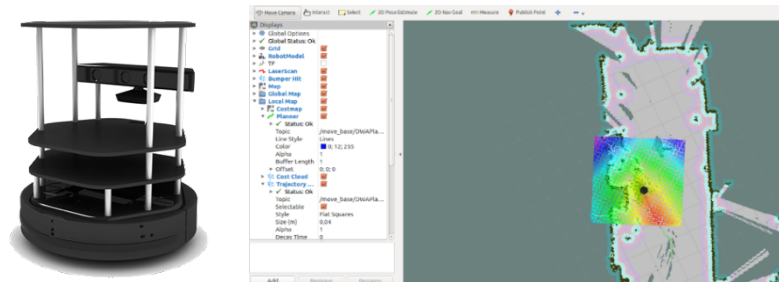 Move Camera Interact Select 2D Pose Estimate 2D Nav Goal Measure Publish Point
Displays
Global Options
Global Status: Ok
Grid
RobotModel
TF
LaserScan
Bumper Hit
Map
Global Map
Local Map
Costmap
Planner
Status: Ok
Topic /move_base/DWAPla...
Line Style Lines
Color 0; 12; 255
Alpha 1
Buffer Length 1
Offset 0; 0; 0
Cost Cloud
Trajectory ...
Status: Ok
Topic /move_base/DWAPla...
Selectable
Style Flat Squares
Size (m) 0,04
Alpha 1
Decay Time 0
Add Remove Rename